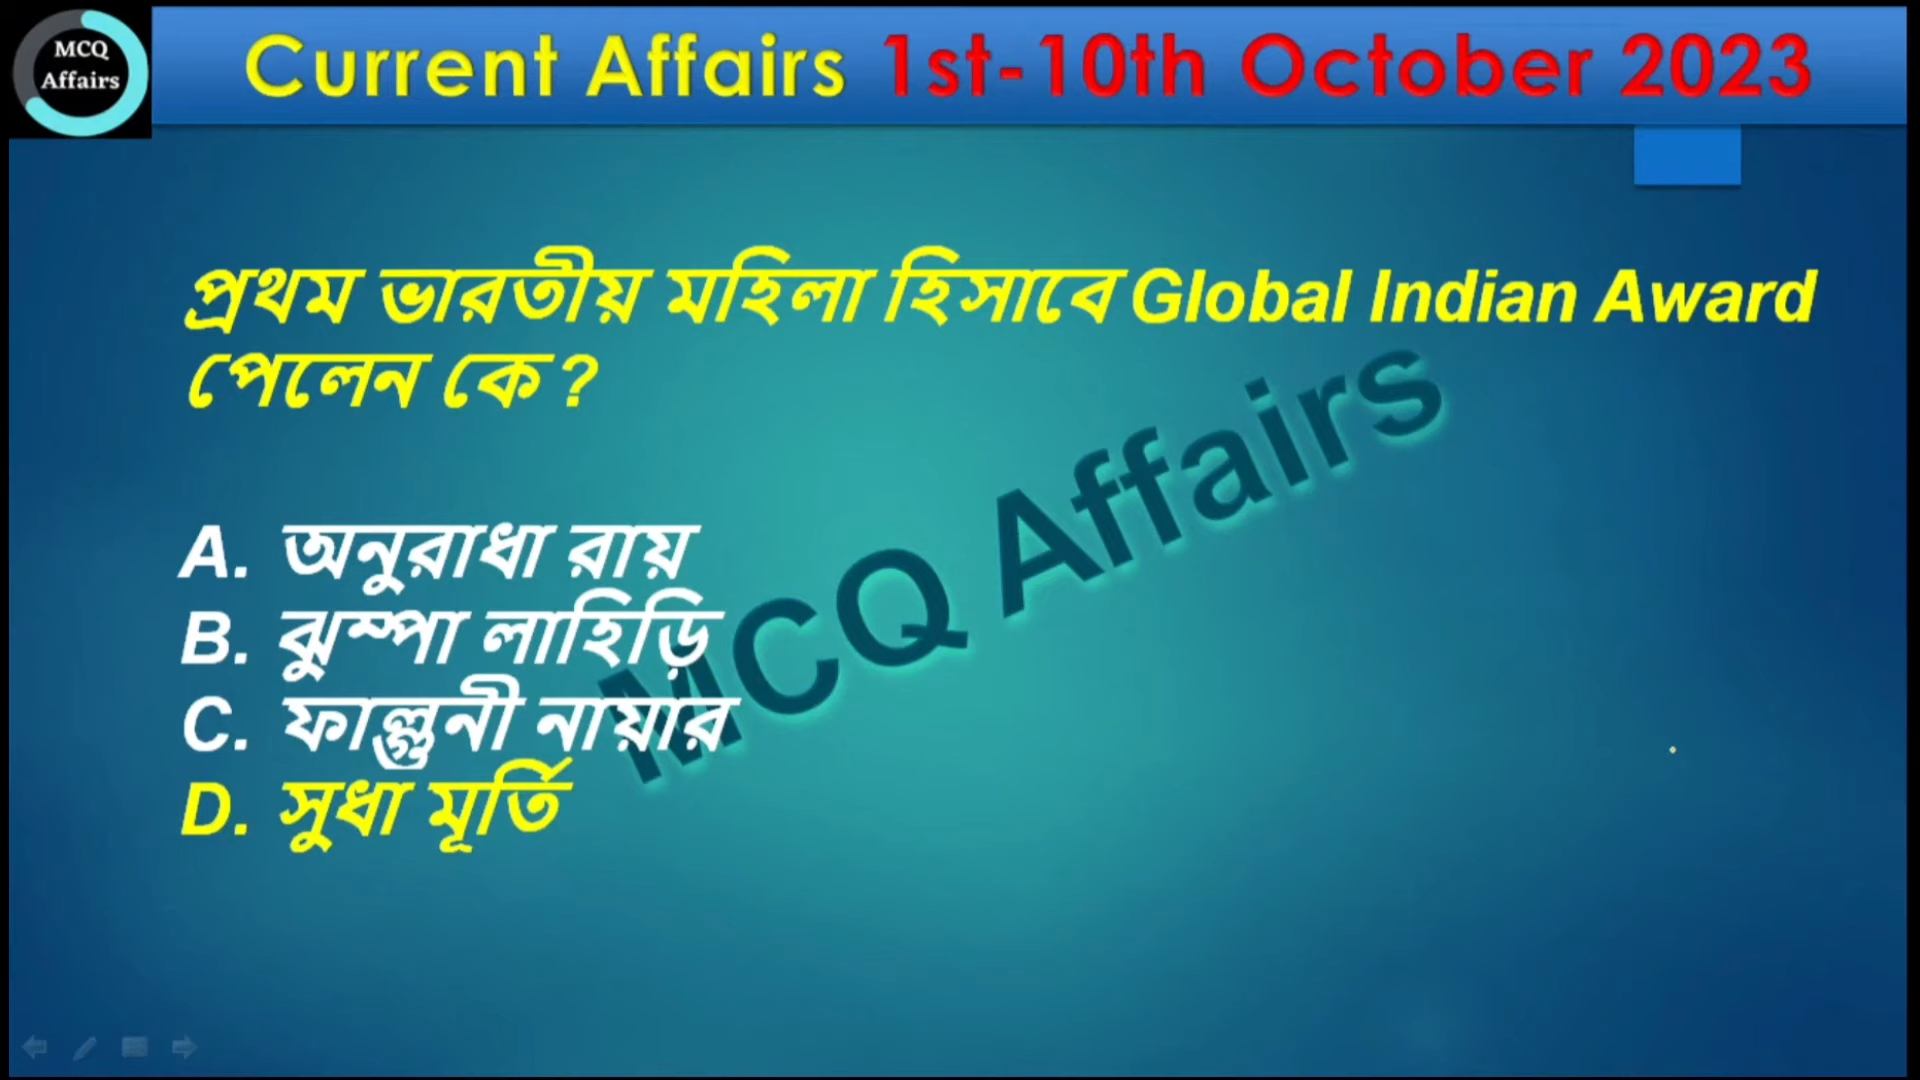 MCQ
Affairs
Current Affairs 1st-10th October 2023
প্রথম ভারতীয় মহিলা হিসাবে Global Indian Award
পেলেন কে?
A. অনুরাধা রায়
B. ঝুম্পা লাহিড়ি
C. ফাল্গুনী নায়ার
D. সুধা মূর্তি
MCQ Affairs